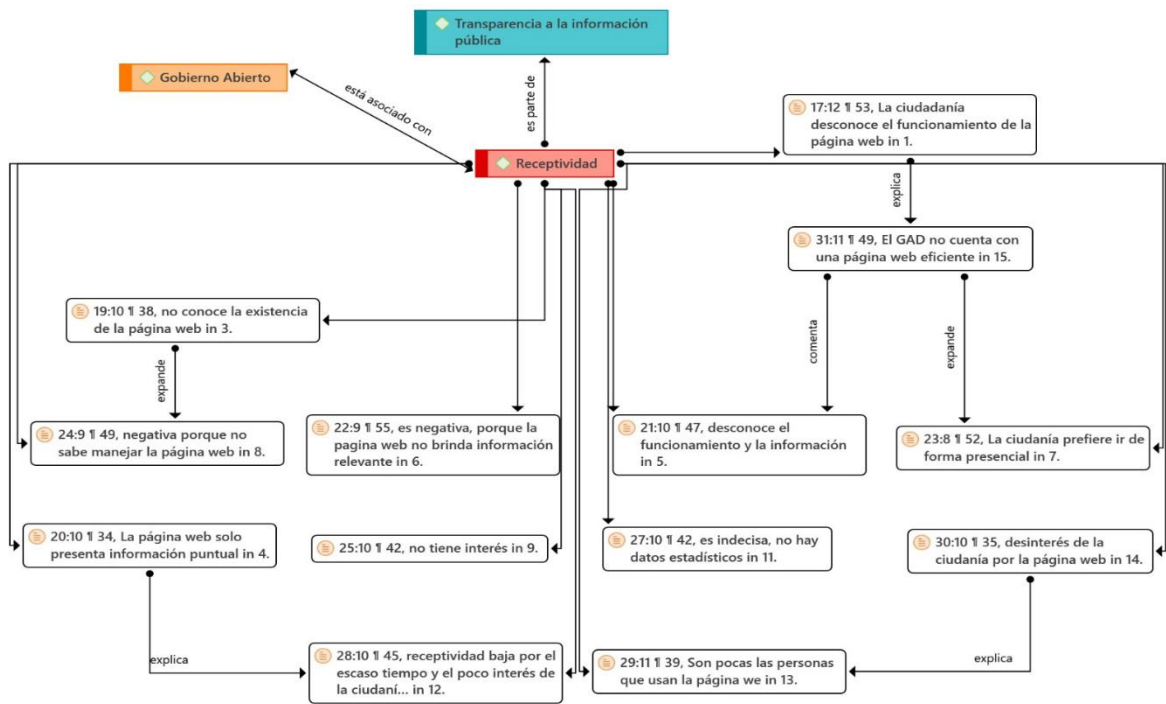 Transparencia a la información
pública
Gobierno Abierto
está asociado con
es parte de
17:12 ¶ 53, La ciudadanía
desconoce el funcionamiento de la
página web in 1.
Receptividad
explica
31:11 ¶ 49, El GAD no cuenta con
una página web eficiente in 15.
19:10 ¶ 38, no conoce la existencia
de la página web in 3.
expande
comenta
expande
24:9 ¶ 49, negativa porque no
sabe manejar la página web in 8.
22:9 ¶ 55, es negativa, porque la
pagina web no brinda información
relevante in 6.
21:10 ¶ 47, desconoce el
funcionamiento y la información
in 5.
23:8 ¶ 52, La ciudanía prefiere ir de
forma presencial in 7.
20:10 ¶ 34, La página web solo
presenta información puntual in 4.
25:10 ¶ 42, no tiene interés in 9.
27:10 ¶ 42, es indecisa, no hay
datos estadísticos in 11.
30:10 ¶ 35, desinterés de la
ciudanía por la página web in 14.
explica
28:10 ¶ 45, receptividad baja por el
escaso tiempo y el poco interés de
la ciudaní... in 12.
29:11 ¶ 39, Son pocas las personas
que usan la página we in 13.
explica